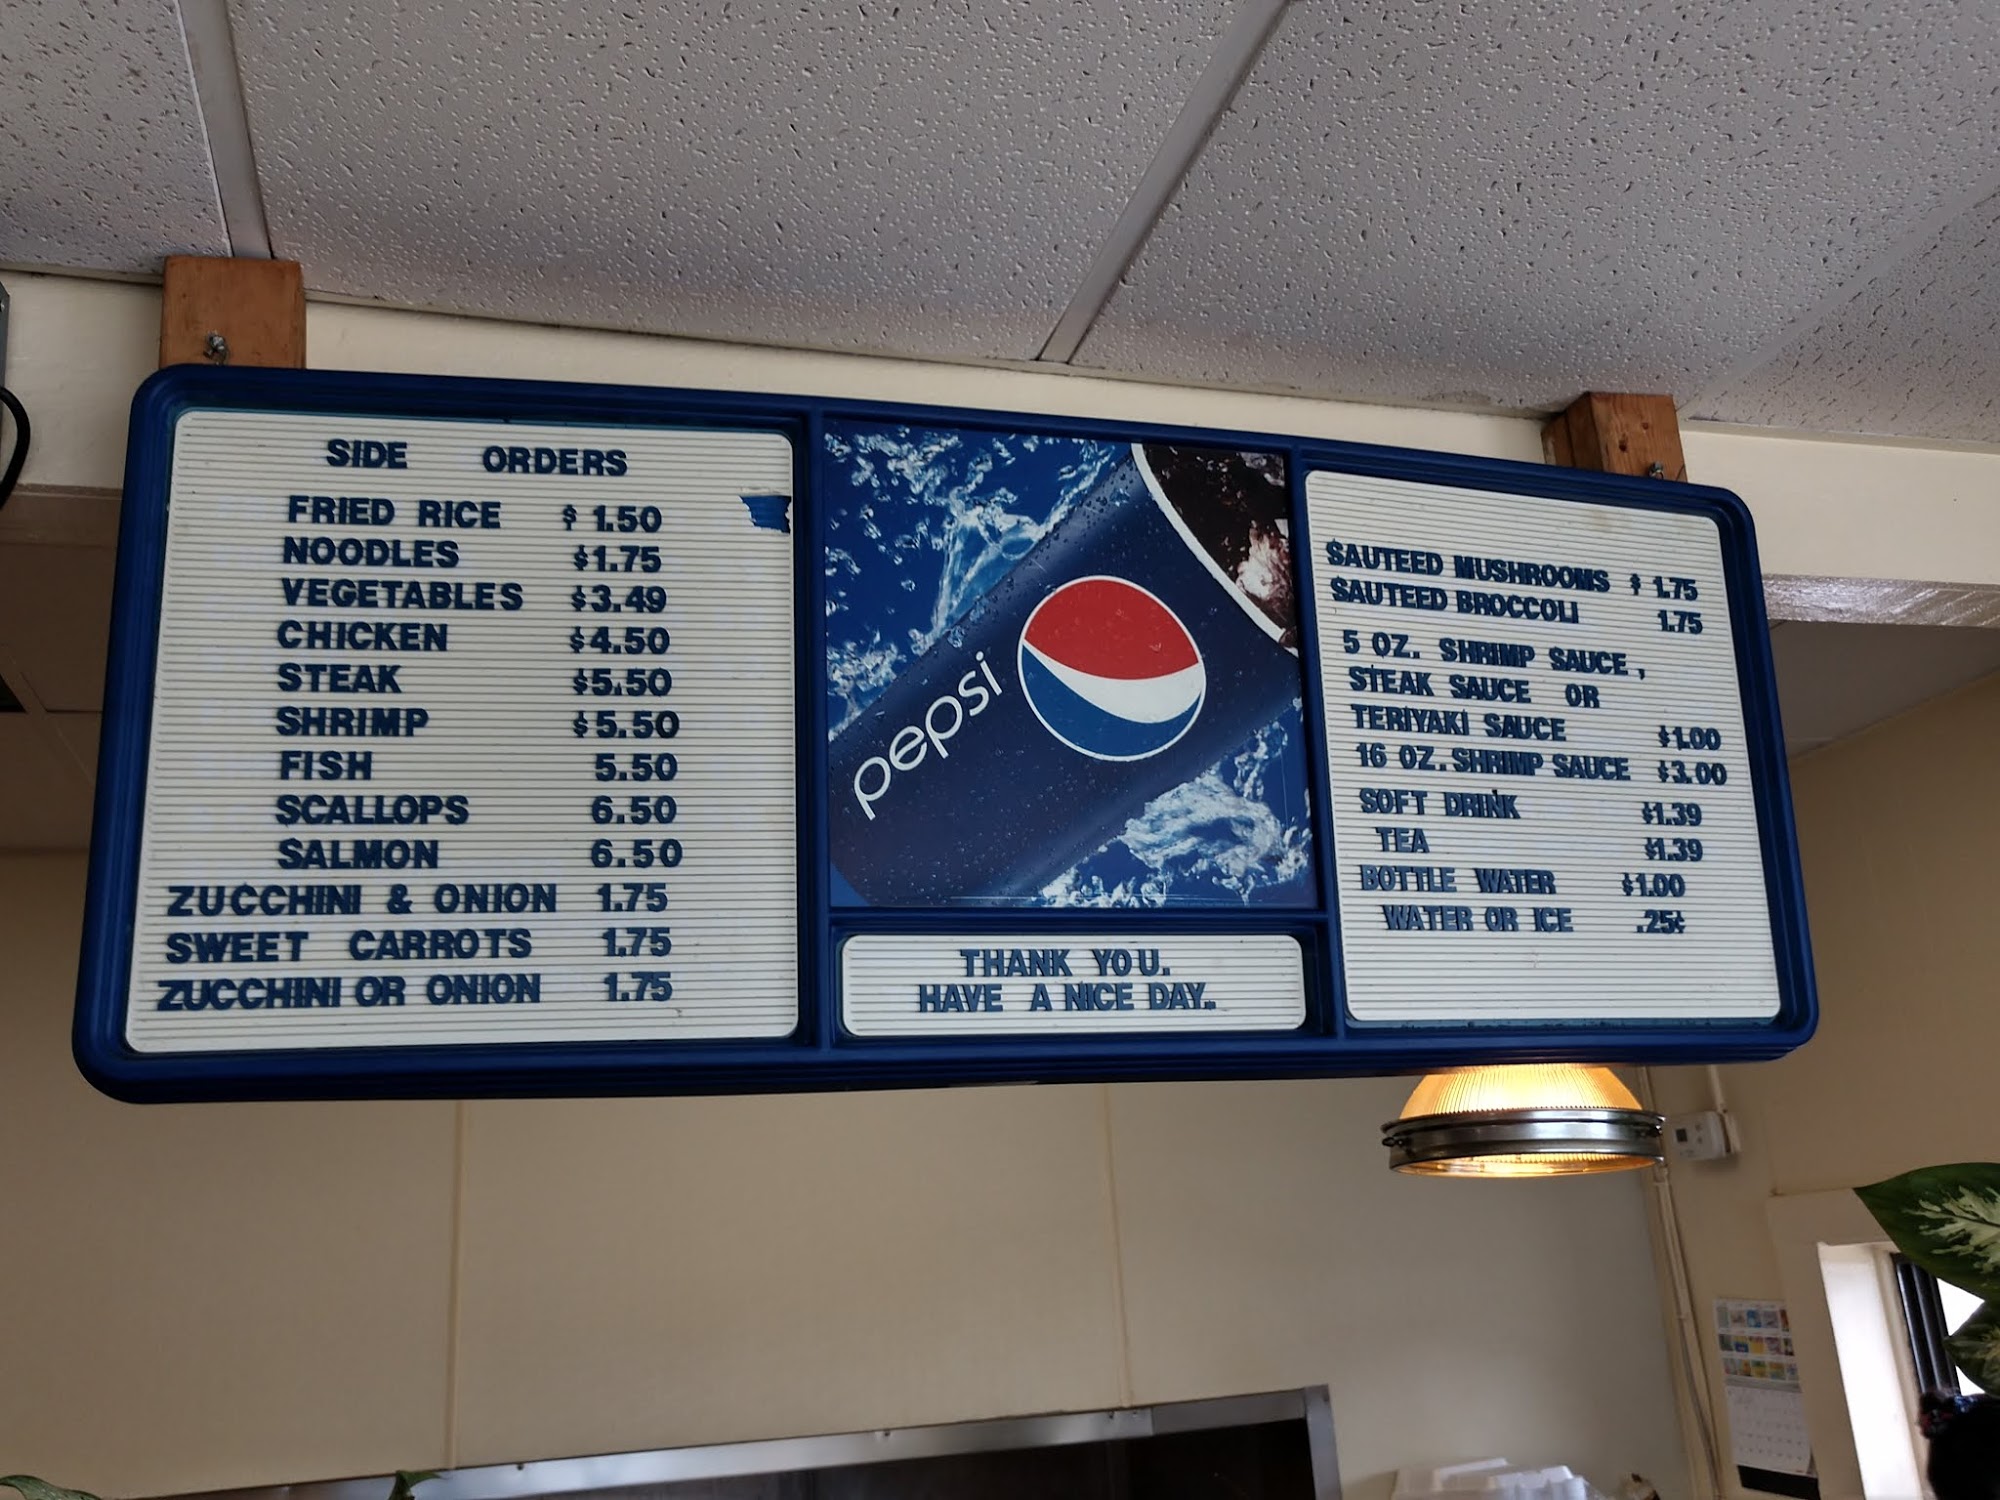 SIDE ORDERS
FRIED RICE $ 1.50
NOODLES $1.75
VEGETABLES $3.49
CHICKEN $4.50
STEAK $5.50
SHRIMP $5.50
FISH 5.50
SCALLOPS 6.50
SALMON 6.50
ZUCCHINI & ONION 1.75
SWEET CARROTS 1.75
ZUCCHINI OR ONION 1.75
pepsi
THANK YOU.
HAVE A NICE DAY.
SAUTEED MUSHROOMS $ 1.75
SAUTEED BROCCOLI 1.75
5 OZ. SHRIMP SAUCE,
STEAK SAUCE OR
TERIYAKI SAUCE $1.00
16 OZ. SHRIMP SAUCE $3.00
SOFT DRINK $1.39
TEA $1.39
BOTTLE WATER $1.00
WATER OR ICE .25¢